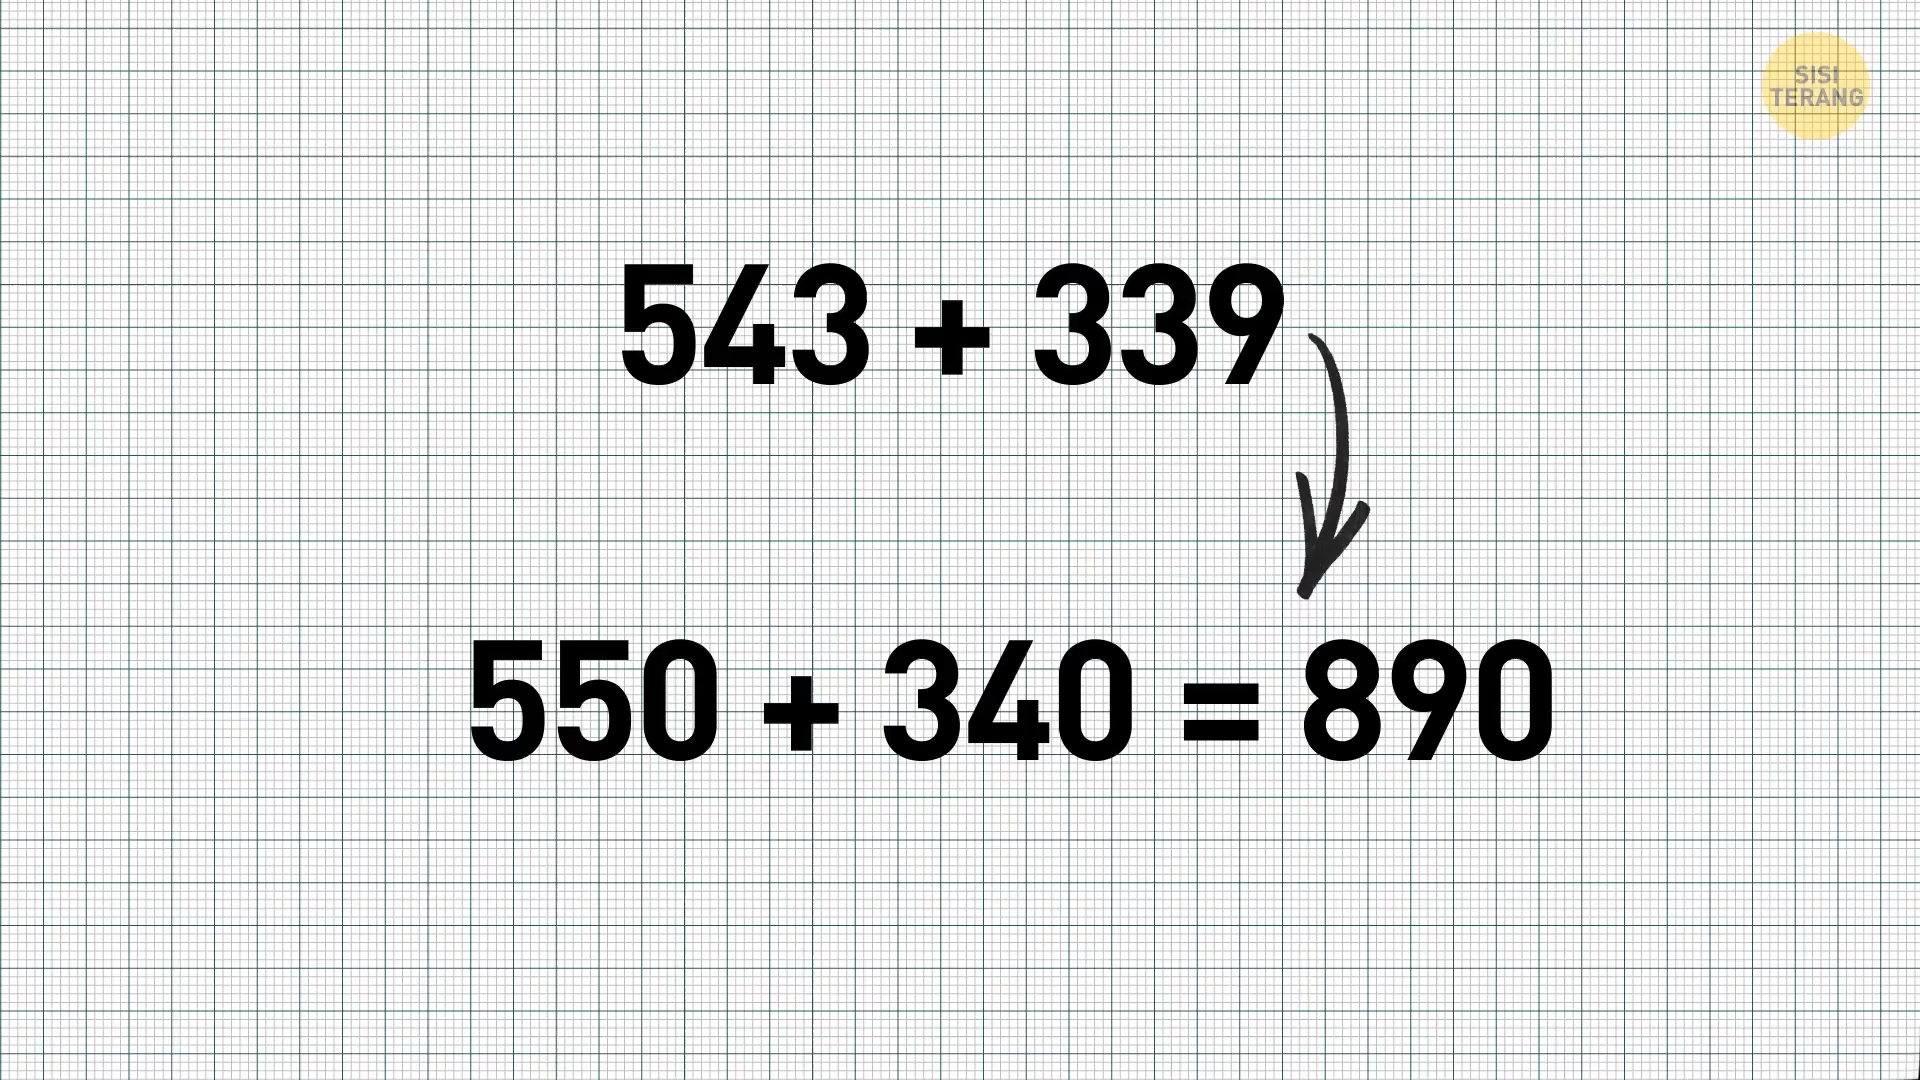 SISI
TERANG
543 + 339
550 + 340 = 890